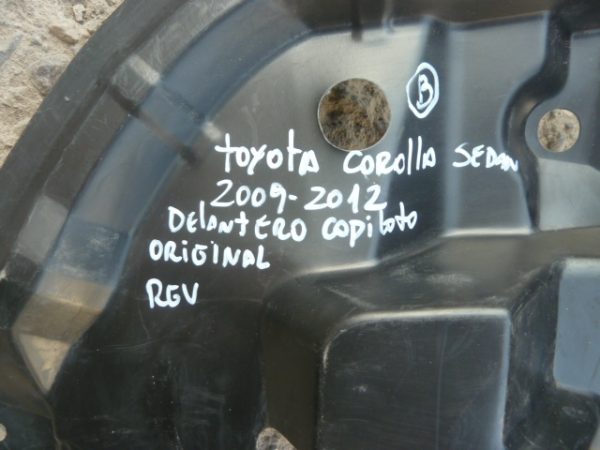 B
toyota corolla SEDAN
2009-2012
DELANTERO copiloto
ORIGINAL
RGV